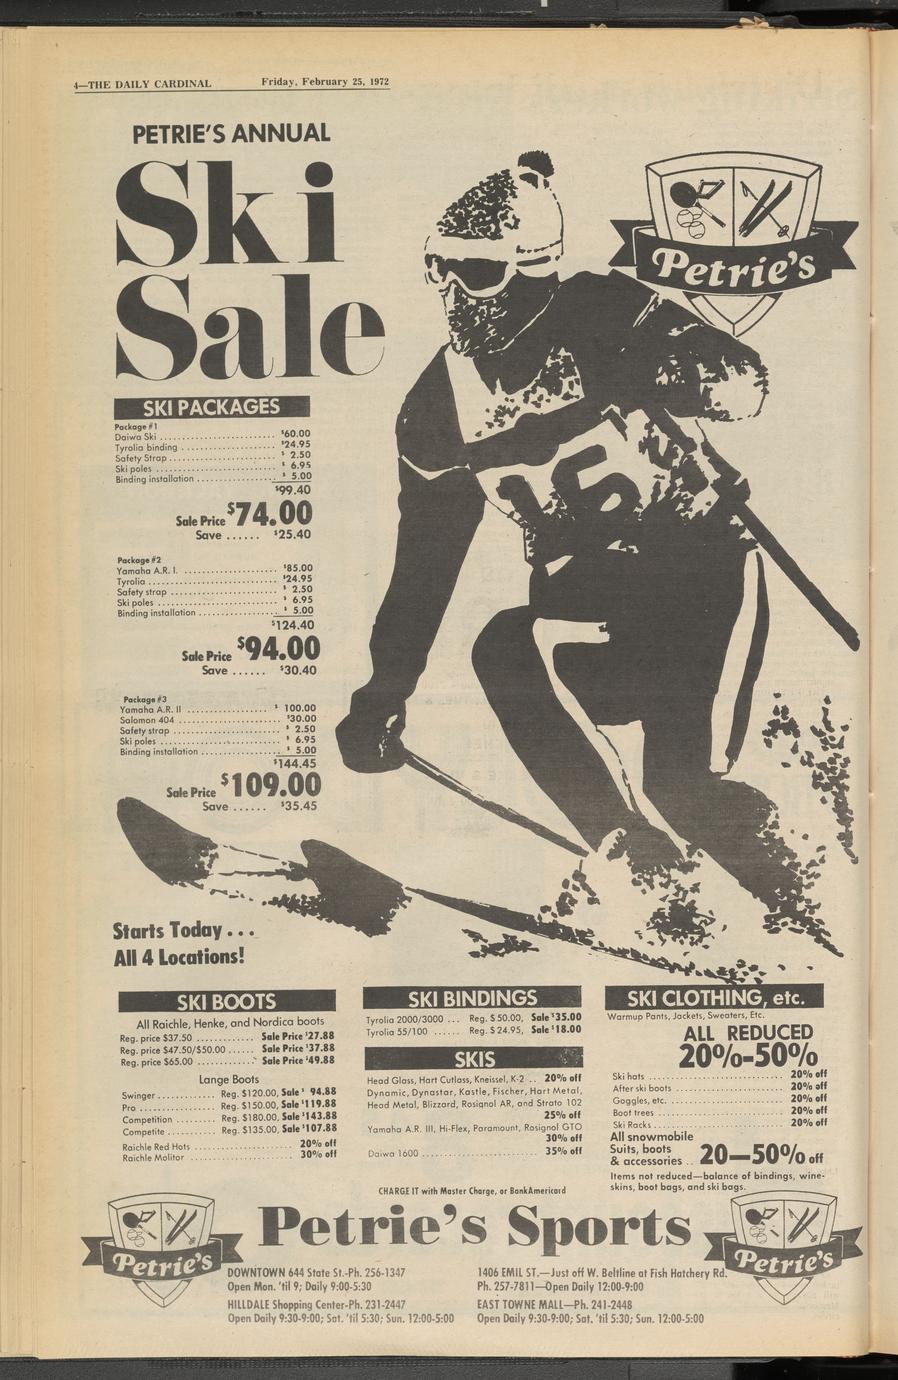 4—THE DAILY CARDINAL Friday, February 25, 1972
PETRIE'S ANNUAL
Ski
Sale
Petrie's
15
SKI PACKAGES
Package #1
Daiwa Ski ........................ $60.00
Tyrolia binding .................... $24.95
Safety Strap ....................... $ 2.50
Ski poles .......................... $ 6.95
Binding installation ................ $ 5.00
$99.40
Sale Price $74.00
Save ...... $25.40
Package #2
Yamaha A.R. I. .................... $85.00
Tyrolia ............................ $24.95
Safety strap ....................... $ 2.50
Ski poles .......................... $ 6.95
Binding installation ................ $ 5.00
$124.40
Sale Price $94.00
Save ...... $30.40
Package #3
Yamaha A.R. II .................. $ 100.00
Salomon 404 ...................... $30.00
Safety strap ....................... $ 2.50
Ski poles .......................... $ 6.95
Binding installation ................ $ 5.00
$144.45
Sale Price $109.00
Save ...... $35.45
Starts Today . . .
All 4 Locations!
SKI BOOTS
All Raichle, Henke, and Nordica boots
Reg. price $37.50 ............ Sale Price $27.88
Reg. price $47.50/$50.00 ...... Sale Price $37.88
Reg. price $65.00 ............ Sale Price $49.88
Lange Boots
Swinger ............ Reg. $120.00, Sale $ 94.88
Pro ................ Reg. $150.00, Sale $119.88
Competition ........ Reg. $180.00, Sale $143.88
Competite .......... Reg. $135.00, Sale $107.88
Raichle Red Hots .................. 20% off
Raichle Molitor .................... 30% off
SKI BINDINGS
Tyrolia 2000/3000 ... Reg. $50.00, Sale $35.00
Tyrolia 55/100 ...... Reg. $24.95, Sale $18.00
SKIS
Head Glass, Hart Cutlass, Kneissel, K-2 ... 20% off
Dynamic, Dynastar, Kastle, Fischer, Hart Metal,
Head Metal, Blizzard, Rosignol AR, and Strato 102
25% off
Yamaha A.R. III, Hi-Flex, Paramount, Rosignol GTO
30% off
Daiwa 1600 ........................ 35% off
SKI CLOTHING, etc.
Warmup Pants, Jackets, Sweaters, Etc.
ALL REDUCED
20%-50%
Ski hats .......................... 20% off
After ski boots .................... 20% off
Goggles, etc. ...................... 20% off
Boot trees ......................... 20% off
Ski Racks .......................... 20% off
All snowmobile
Suits, boots
& accessories .. 20—50% off
Items not reduced—balance of bindings, wine-
skins, boot bags, and ski bags.
CHARGE IT with Master Charge, or BankAmericard
Petrie's Sports
Petrie's
Petrie's
DOWNTOWN 644 State St.-Ph. 256-1347
Open Mon. 'til 9; Daily 9:00-5:30
HILLDALE Shopping Center-Ph. 231-2447
Open Daily 9:30-9:00; Sat. 'til 5:30; Sun. 12:00-5:00
1406 EMIL ST.—Just off W. Beltline at Fish Hatchery Rd.
Ph. 257-7811—Open Daily 12:00-9:00
EAST TOWNE MALL—Ph. 241-2448
Open Daily 9:30-9:00; Sat. 'til 5:30; Sun. 12:00-5:00